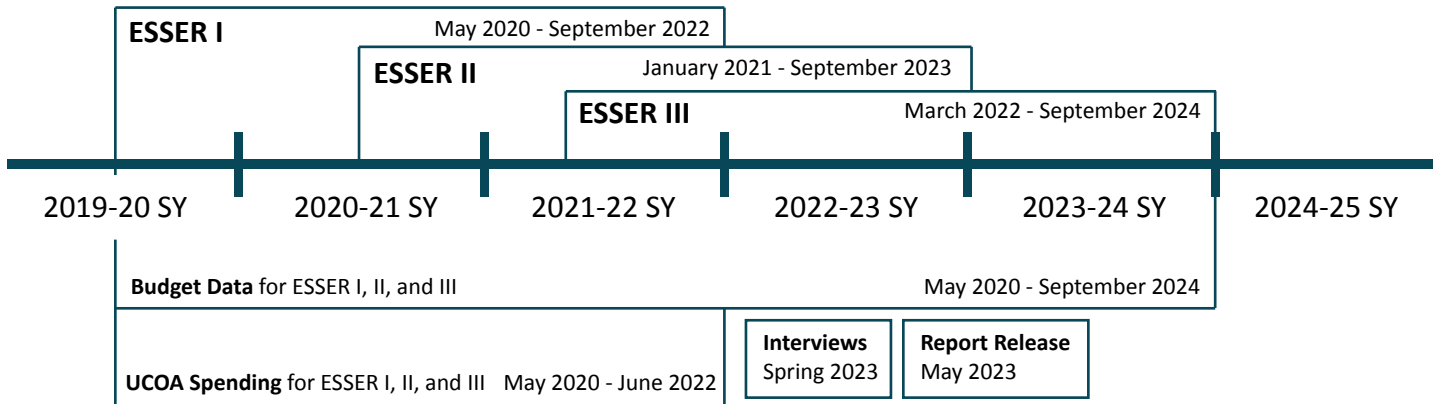 ESSER I May 2020 - September 2022
ESSER II January 2021 - September 2023
ESSER III March 2022 - September 2024
2019-20 SY 2020-21 SY 2021-22 SY 2022-23 SY 2023-24 SY 2024-25 SY
Budget Data for ESSER I, II, and III May 2020 - September 2024
Interviews
Spring 2023
Report Release
May 2023
UCOA Spending for ESSER I, II, and III May 2020 - June 2022